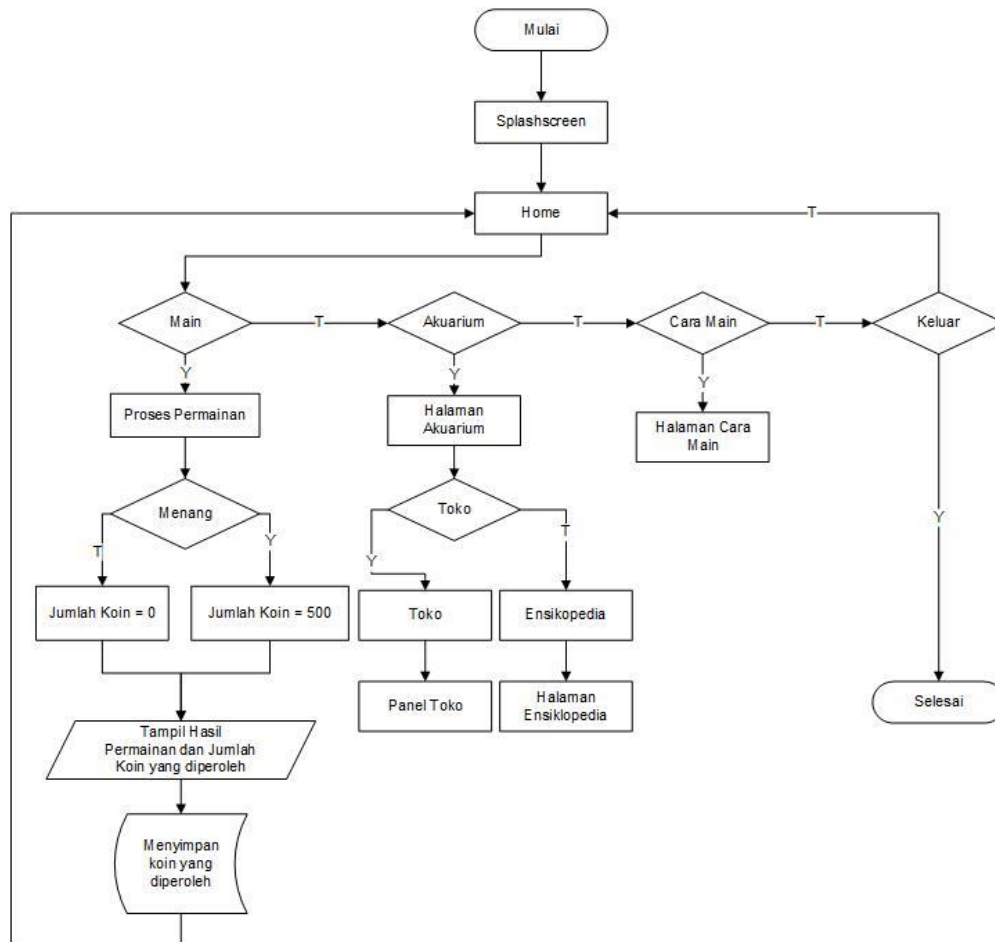 Mulai
Splashscreen
Home
T
Main
T
Akuarium
T
Cara Main
T
Keluar
Y
Y
Y
Proses Permainan
Halaman
Akuarium
Halaman Cara
Main
Menang
Toko
T
Y
Y
T
Y
Jumlah Koin = 0
Jumlah Koin = 500
Toko
Ensikopedia
Panel Toko
Halaman
Ensiklopedia
Selesai
Tampil Hasil
Permainan dan Jumlah
Koin yang diperoleh
Menyimpan
koin yang
diperoleh